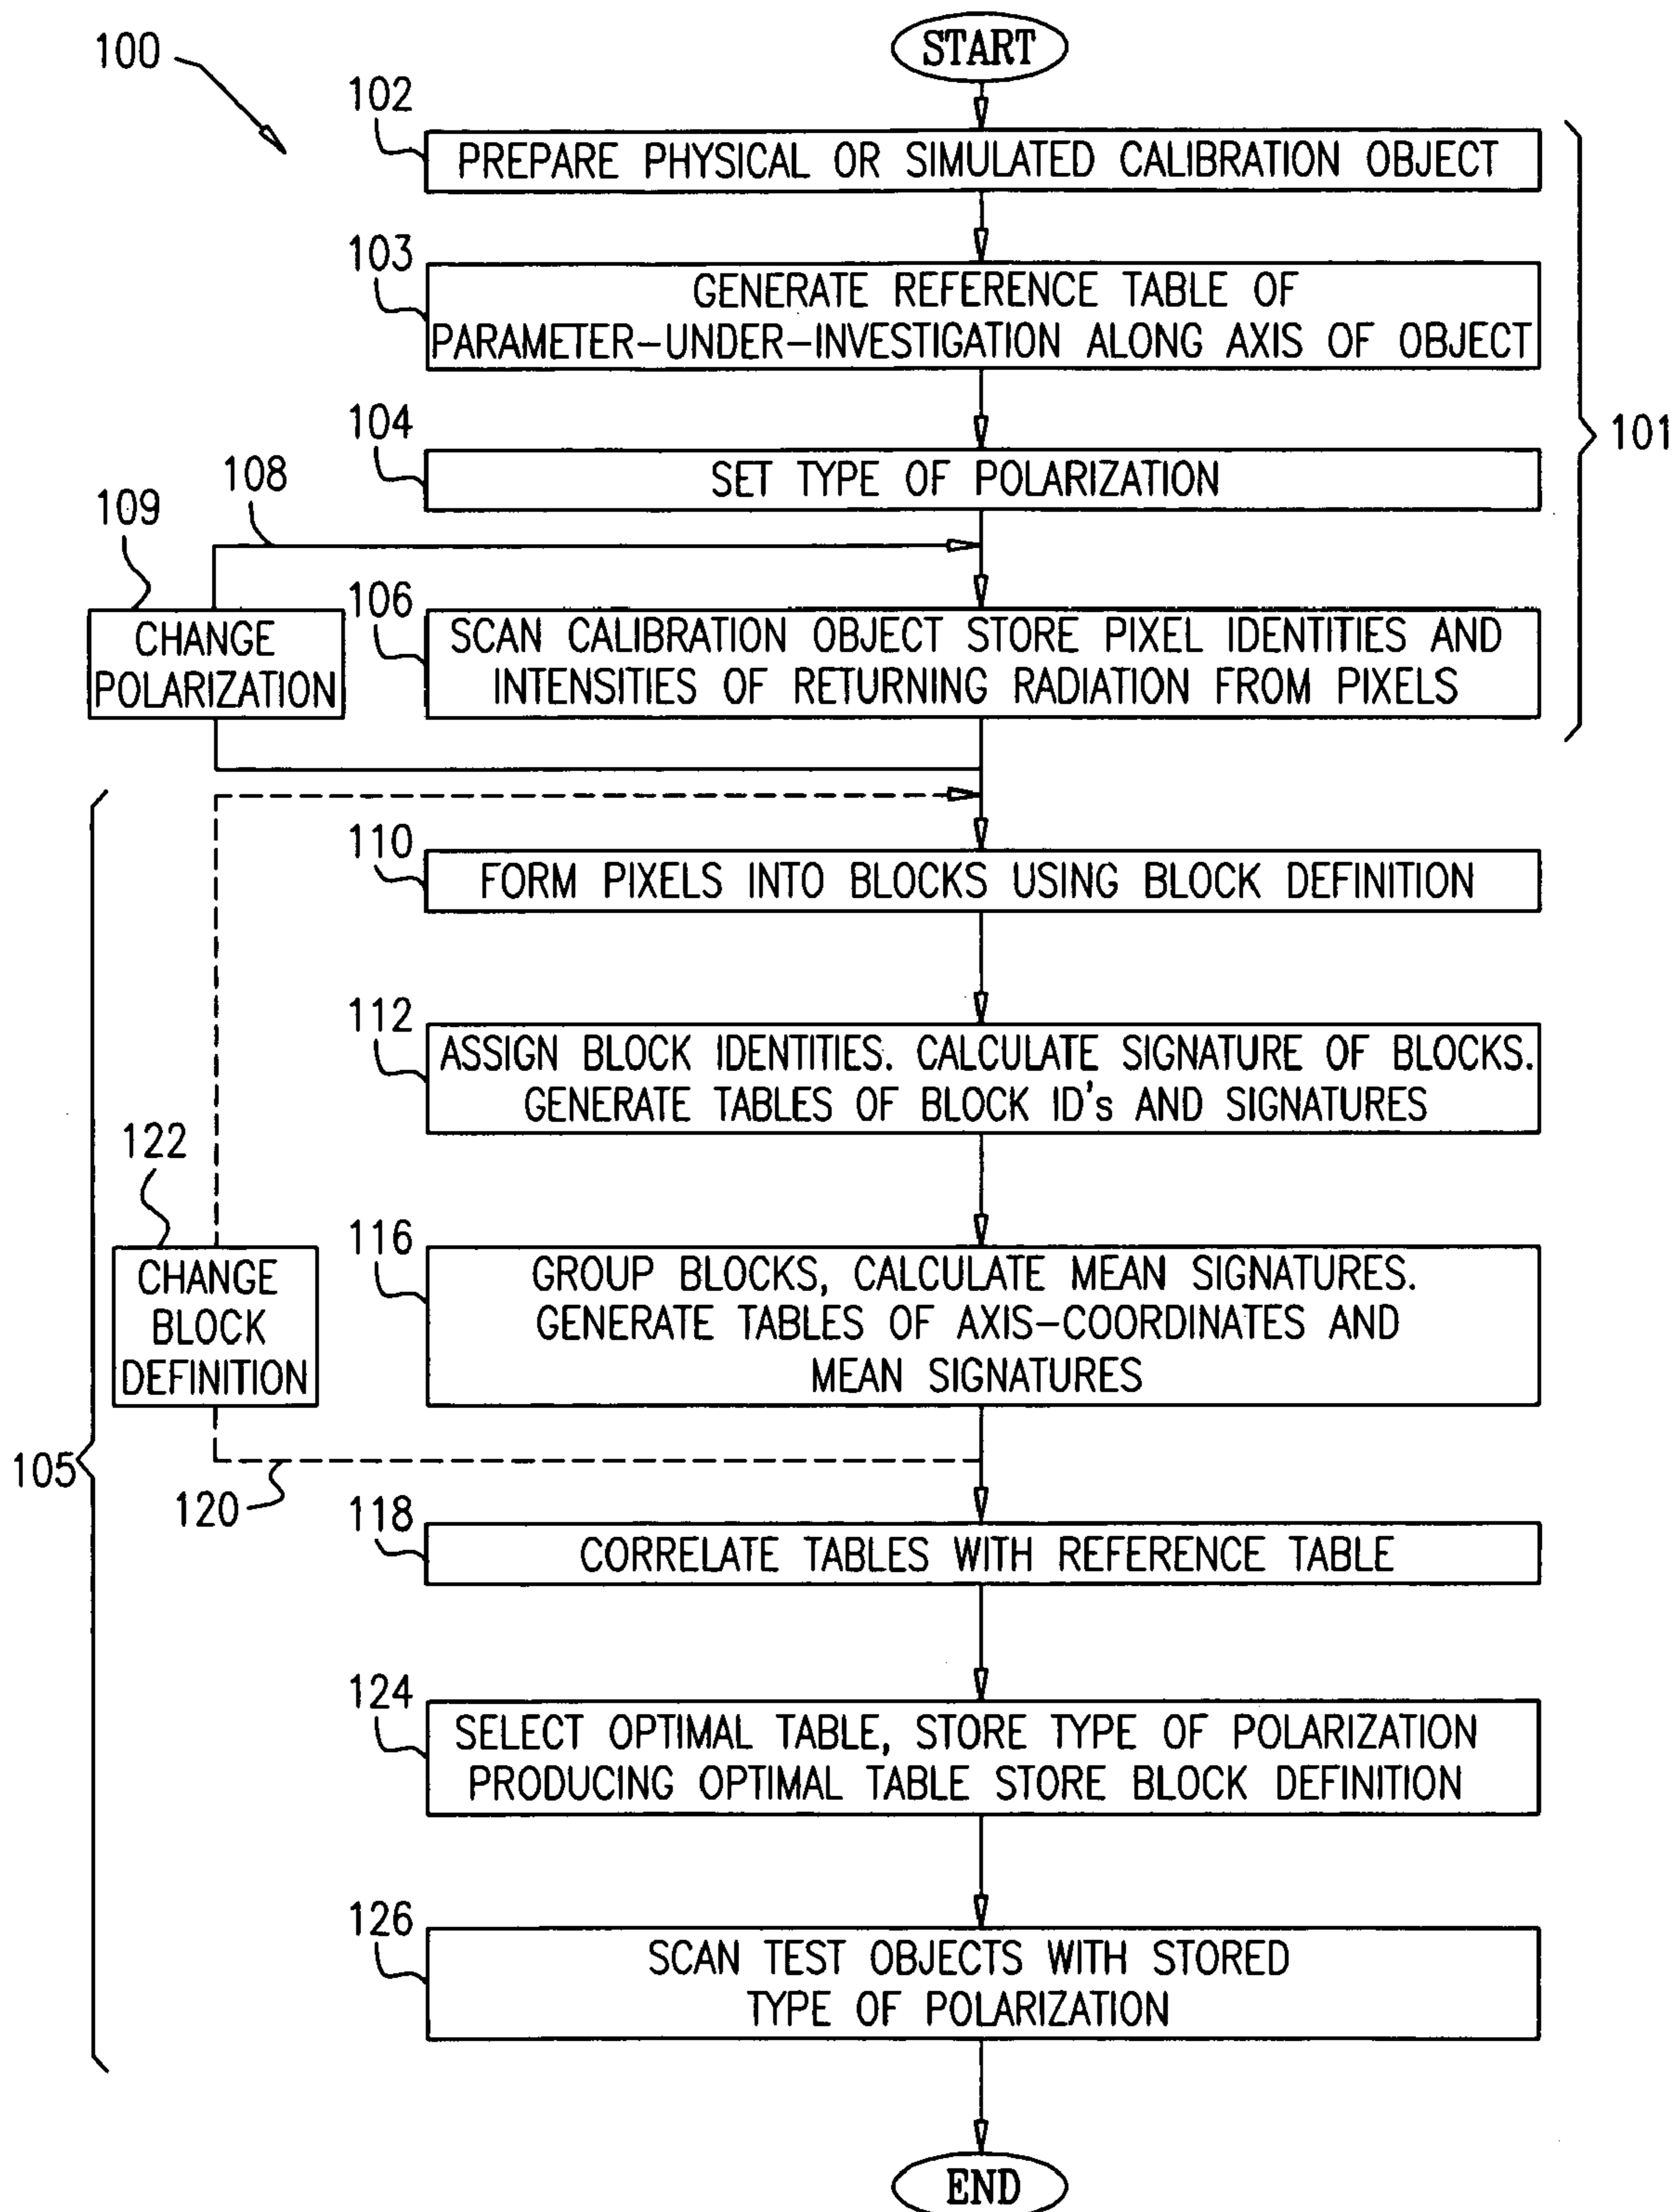 START
100
102
PREPARE PHYSICAL OR SIMULATED CALIBRATION OBJECT
103
GENERATE REFERENCE TABLE OF
PARAMETER-UNDER-INVESTIGATION ALONG AXIS OF OBJECT
101
104
SET TYPE OF POLARIZATION
108
109
CHANGE
POLARIZATION
106
SCAN CALIBRATION OBJECT STORE PIXEL IDENTITIES AND
INTENSITIES OF RETURNING RADIATION FROM PIXELS
110
FORM PIXELS INTO BLOCKS USING BLOCK DEFINITION
112
ASSIGN BLOCK IDENTITIES. CALCULATE SIGNATURE OF BLOCKS.
GENERATE TABLES OF BLOCK ID's AND SIGNATURES
122
CHANGE
BLOCK
DEFINITION
116
GROUP BLOCKS, CALCULATE MEAN SIGNATURES.
GENERATE TABLES OF AXIS-COORDINATES AND
MEAN SIGNATURES
105
120
118
CORRELATE TABLES WITH REFERENCE TABLE
124
SELECT OPTIMAL TABLE, STORE TYPE OF POLARIZATION
PRODUCING OPTIMAL TABLE STORE BLOCK DEFINITION
126
SCAN TEST OBJECTS WITH STORED
TYPE OF POLARIZATION
END